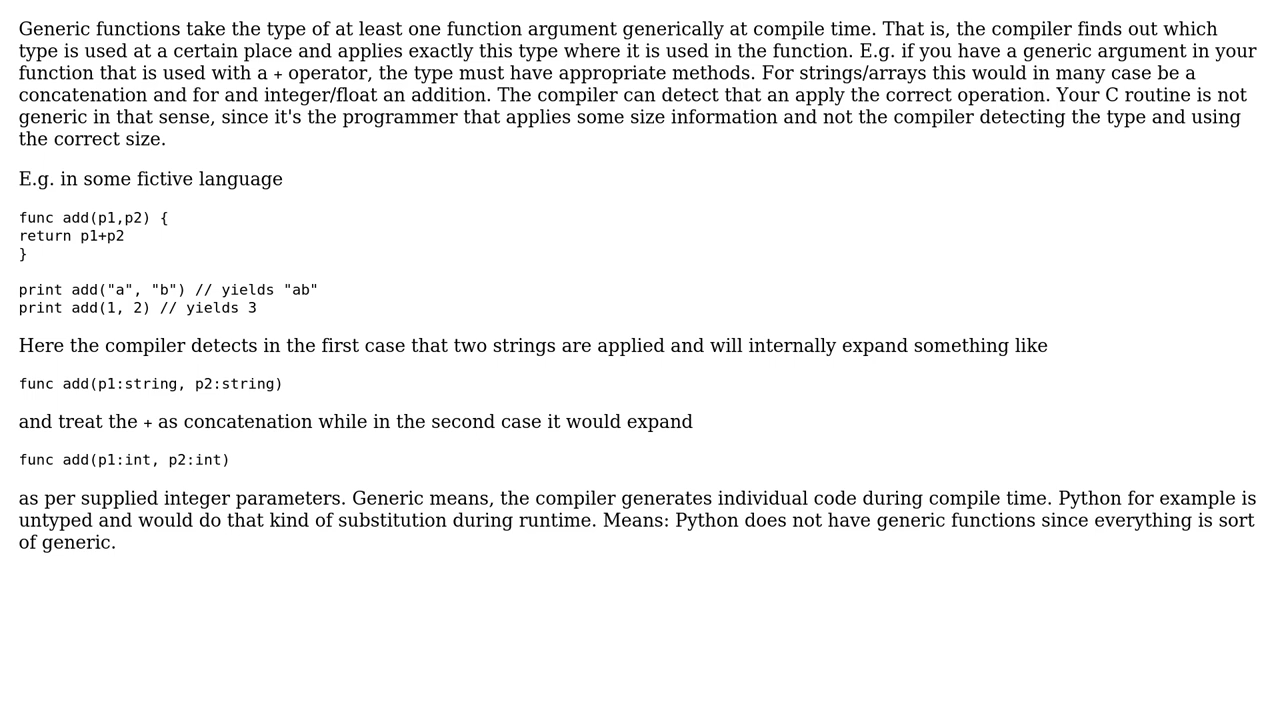 Generic functions take the type of at least one function argument generically at compile time. That is, the compiler finds out which
type is used at a certain place and applies exactly this type where it is used in the function. E.g. if you have a generic argument in your
function that is used with a + operator, the type must have appropriate methods. For strings/arrays this would in many case be a
concatenation and for and integer/float an addition. The compiler can detect that an apply the correct operation. Your C routine is not
generic in that sense, since it's the programmer that applies some size information and not the compiler detecting the type and using
the correct size.
E.g. in some fictive language
func add(p1,p2) {
return p1+p2
}
print add("a", "b") // yields "ab"
print add(1, 2) // yields 3
Here the compiler detects in the first case that two strings are applied and will internally expand something like
func add(p1:string, p2:string)
and treat the + as concatenation while in the second case it would expand
func add(p1:int, p2:int)
as per supplied integer parameters. Generic means, the compiler generates individual code during compile time. Python for example is
untyped and would do that kind of substitution during runtime. Means: Python does not have generic functions since everything is sort
of generic.